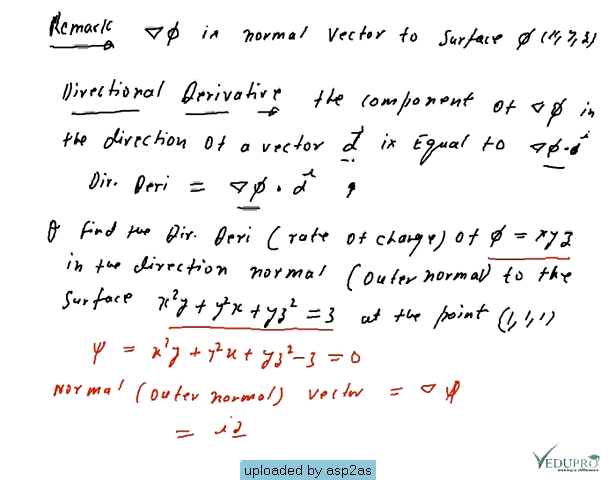 Remark ∇φ is normal vector to surface φ(x,y,z)
Directional Derivative the component of ∇φ in
the direction of a vector d⃗ is Equal to ∇φ·d̂
Dir. Deri = ∇φ · d̂ ,
Q find the Dir. Deri (rate of change) of φ = xyz
in the direction normal (outer normal) to the
surface x²y + y²x + yz² = 3 at the point (1,1,1)
ψ = x²y + y²x + yz² - 3 = 0
Normal (outer normal) vector = ∇ψ
=
VEDUPRO
uploaded by asp2as